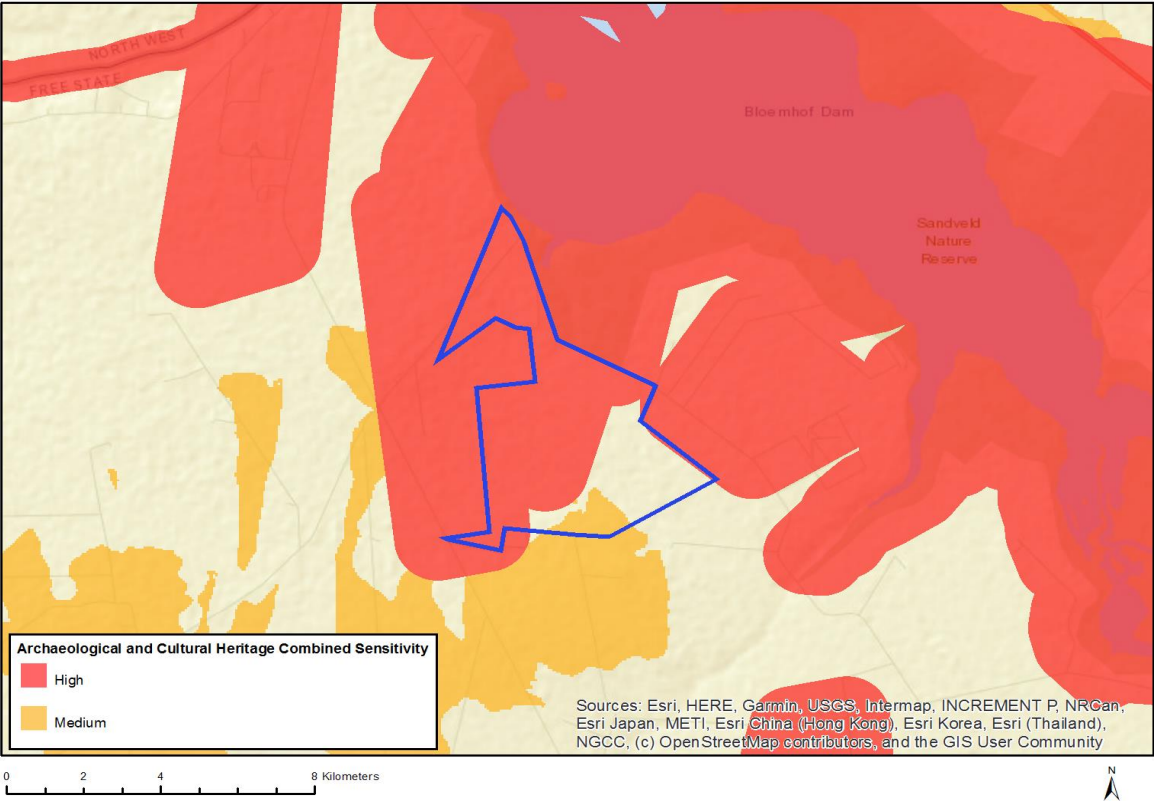 NORTH WEST
FREE STATE
Bloemhof Dam
Sandveld
Nature
Reserve
Archaeological and Cultural Heritage Combined Sensitivity
High
Medium
Sources: Esri, HERE, Garmin, USGS, Intermap, INCREMENT P, NRCan,
Esri Japan, METI, Esri China (Hong Kong), Esri Korea, Esri (Thailand),
NGCC, (c) OpenStreetMap contributors, and the GIS User Community
0 2 4 8 Kilometers
N